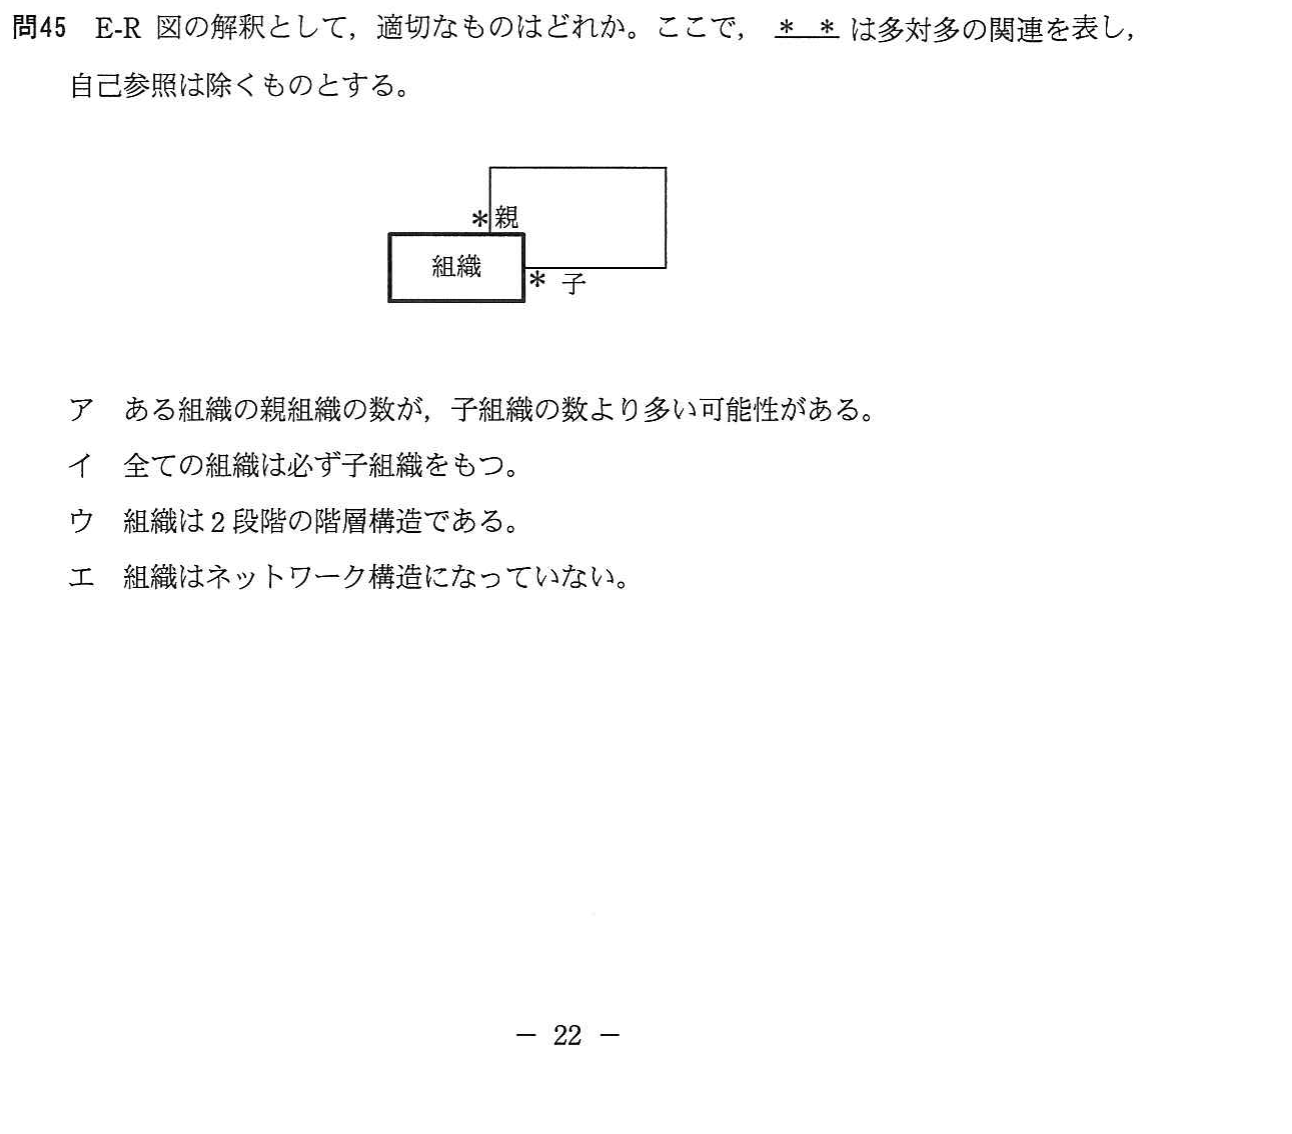 問45 E-R 図の解釈として，適切なものはどれか。ここで， ＊ ＊ は多対多の関連を表し，
自己参照は除くものとする。
＊親
組織
＊ 子
ア ある組織の親組織の数が，子組織の数より多い可能性がある。
イ 全ての組織は必ず子組織をもつ。
ウ 組織は2段階の階層構造である。
エ 組織はネットワーク構造になっていない。
－ 22 －